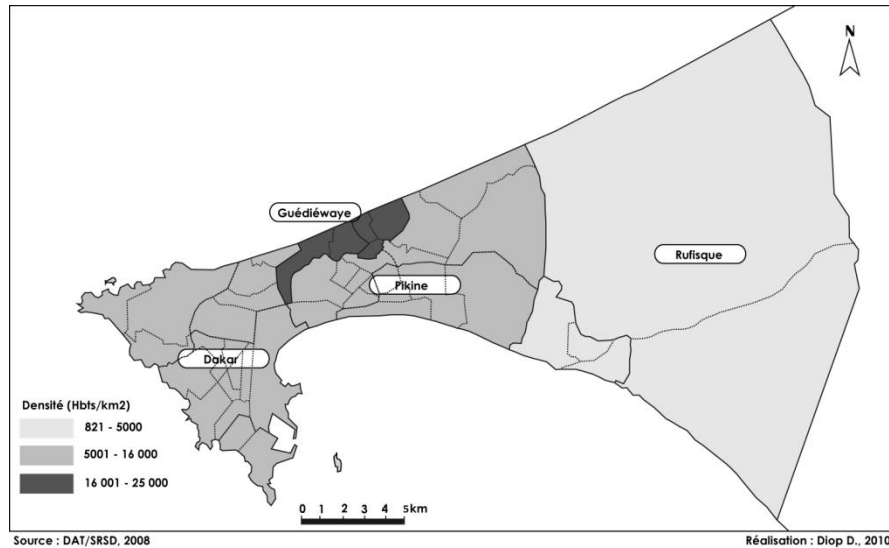 N
Guédiéwaye
Rufisque
Pikine
Dakar
Densité (Hbts/km2)
821 - 5000
5001 - 16 000
16 001 - 25 000
0 1 2 3 4 5km
Source : DAT/SRSD, 2008
Réalisation : Diop D., 2010